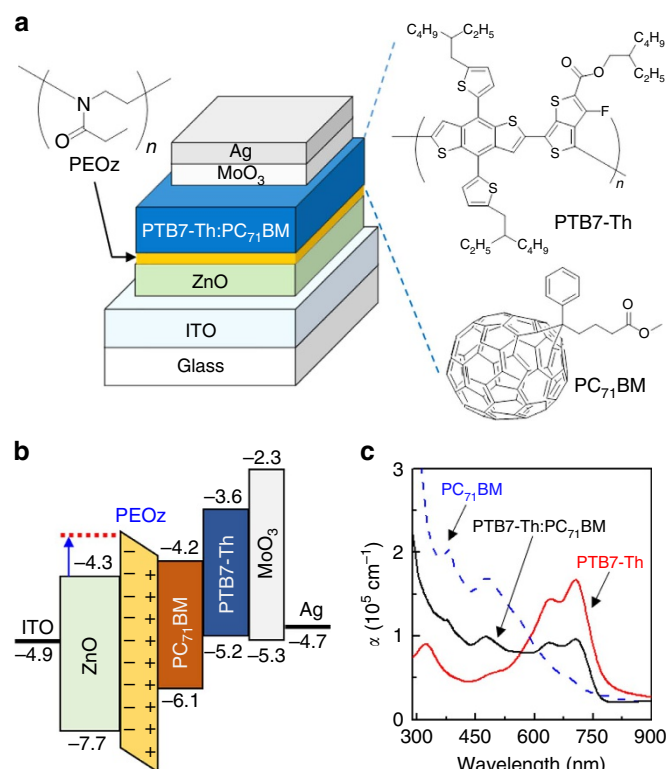 a
C₄H₉
C₂H₅
C₄H₉
C₂H₅
N
O
n
PEOz
S
S
S
S
O
O
F
S
S
n
C₂H₅
C₄H₉
PTB7-Th
Ag
MoO₃
PTB7-Th:PC₇₁BM
ZnO
ITO
Glass
O
O
PC₇₁BM
b
–2.3
–3.6
PEOz
–4.2
–4.3
ITO
–4.9
ZnO
–7.7
– – – – – – – – – –
+ + + + + + + + + +
PC₇₁BM
–6.1
PTB7-Th
–5.2
MoO₃
–5.3
Ag
–4.7
c
3
2
1
0
α (10⁵ cm⁻¹)
PC₇₁BM
PTB7-Th:PC₇₁BM
PTB7-Th
300 450 600 750 900
Wavelength (nm)